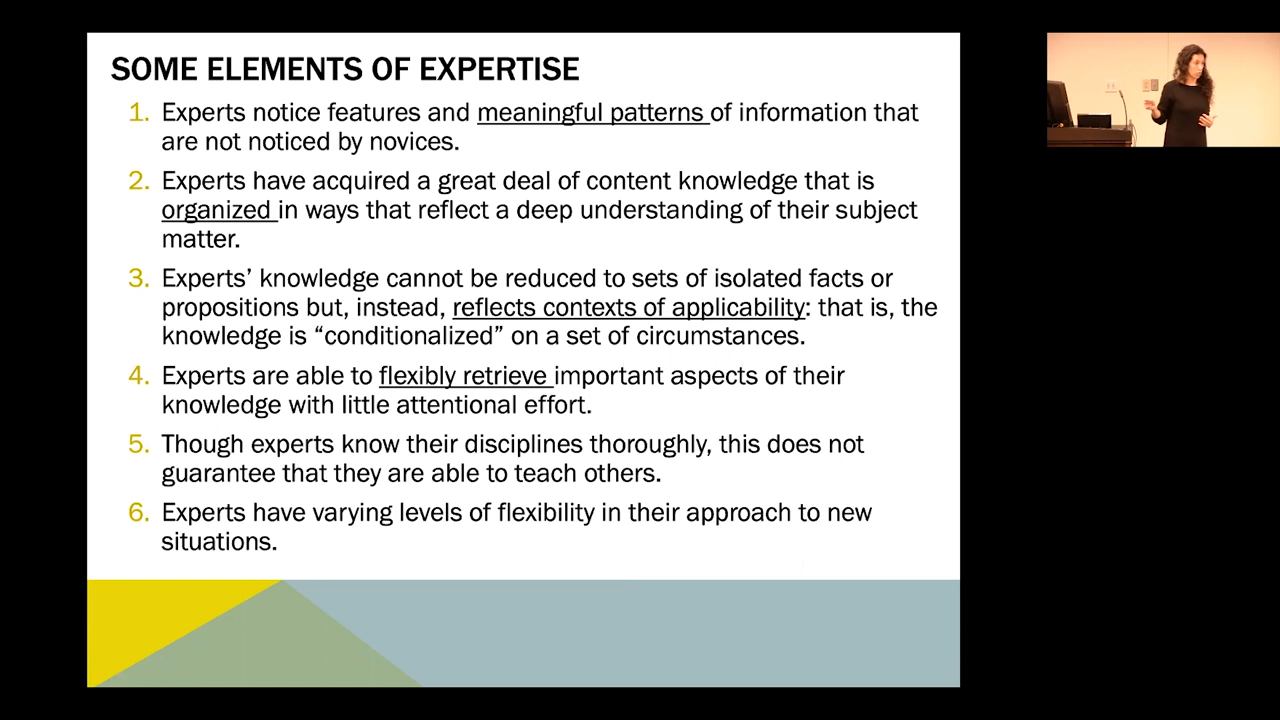 SOME ELEMENTS OF EXPERTISE
1. Experts notice features and meaningful patterns of information that
are not noticed by novices.
2. Experts have acquired a great deal of content knowledge that is
organized in ways that reflect a deep understanding of their subject
matter.
3. Experts’ knowledge cannot be reduced to sets of isolated facts or
propositions but, instead, reflects contexts of applicability: that is, the
knowledge is “conditionalized” on a set of circumstances.
4. Experts are able to flexibly retrieve important aspects of their
knowledge with little attentional effort.
5. Though experts know their disciplines thoroughly, this does not
guarantee that they are able to teach others.
6. Experts have varying levels of flexibility in their approach to new
situations.